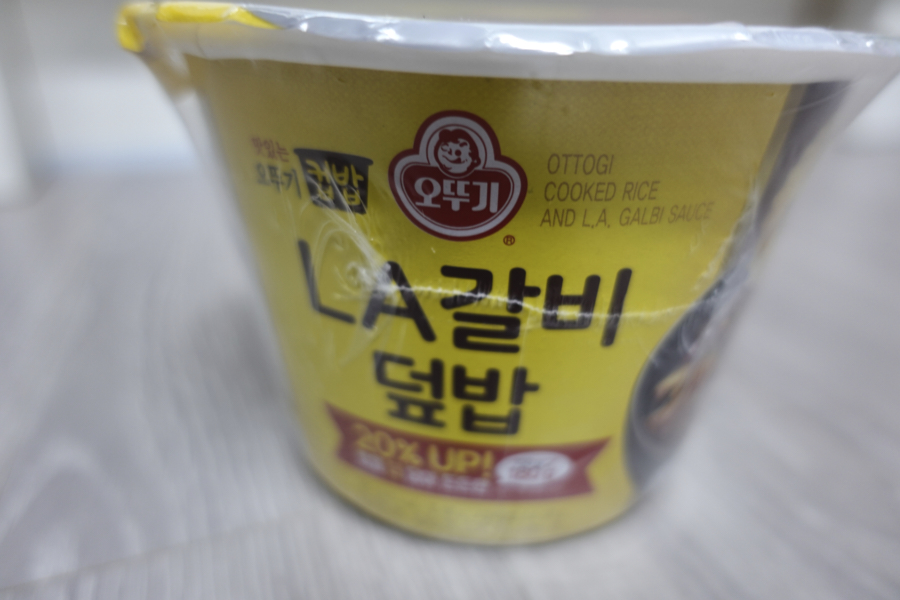 맛있는
오뚜기 컵밥
오뚜기
®
OTTOGI
COOKED RICE
AND L.A. GALBI SAUCE
LA갈비
덮밥
20% UP!